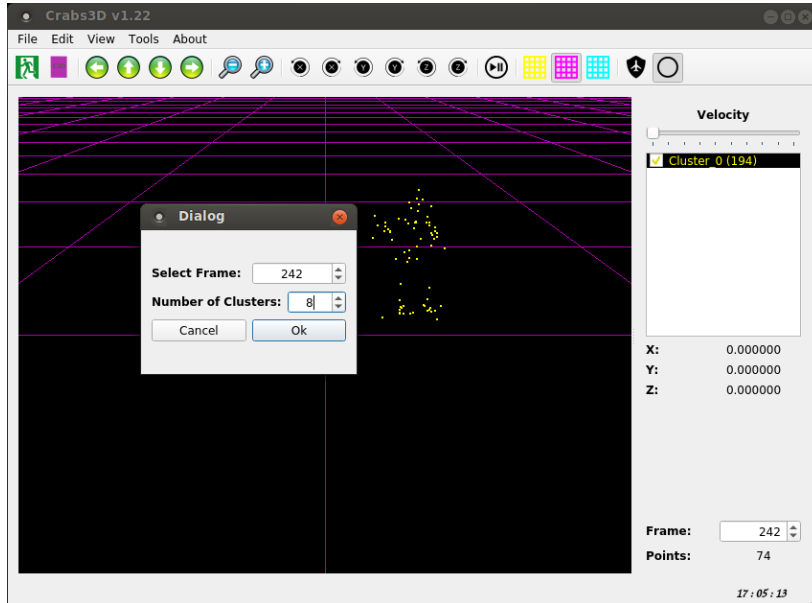 Crabs3D v1.22
File Edit View Tools About
X X Y Y Z Z
Velocity
Cluster_0 (194)
Dialog
Select Frame: 242
Number of Clusters: 8
Cancel Ok
X: 0.000000
Y: 0.000000
Z: 0.000000
Frame: 242
Points: 74
17 : 05 : 13